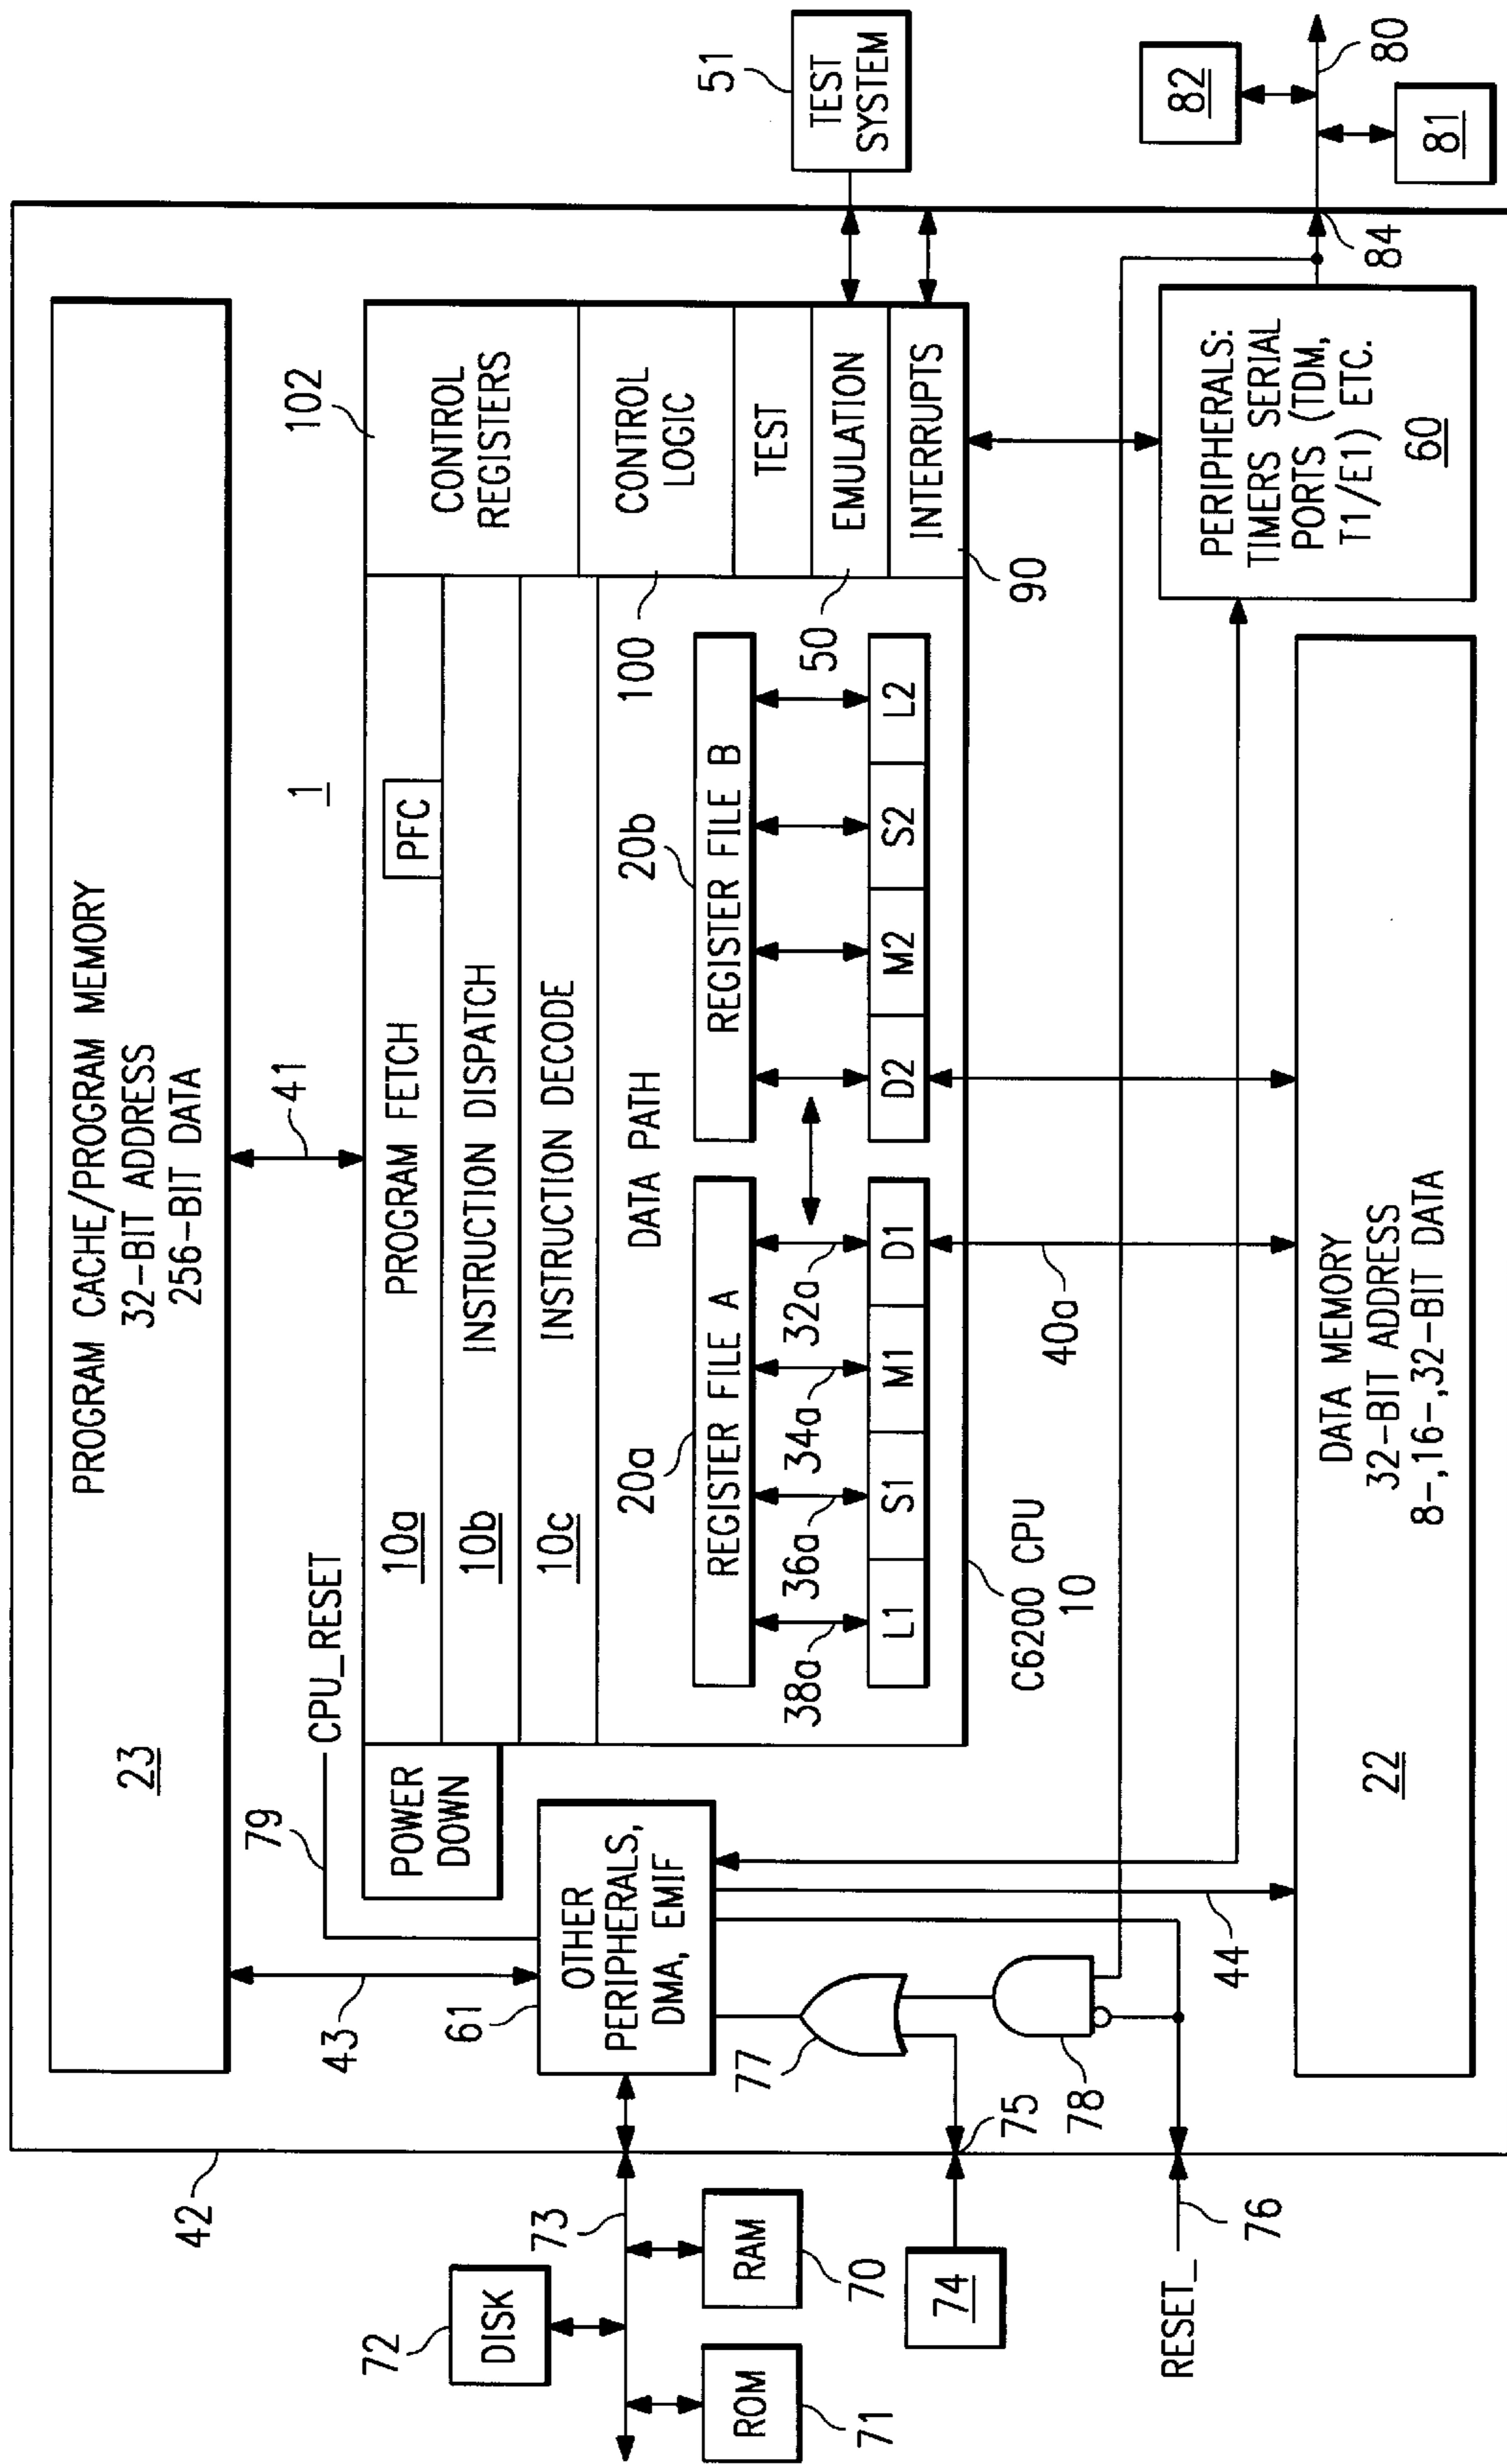 42
23
PROGRAM CACHE/PROGRAM MEMORY
32-BIT ADDRESS
256-BIT DATA
43
79
CPU_RESET
41
1
102
POWER
DOWN
10a
PROGRAM FETCH
PFC
10b
INSTRUCTION DISPATCH
10c
INSTRUCTION DECODE
CONTROL
REGISTERS
CONTROL
LOGIC
TEST
EMULATION
INTERRUPTS
100
50
90
51
TEST
SYSTEM
DATA PATH
20a
REGISTER FILE A
20b
REGISTER FILE B
38a
36a
34a
32a
L1
S1
M1
D1
D2
M2
S2
L2
C6200 CPU
10
40a
61
OTHER
PERIPHERALS,
DMA, EMIF
72
DISK
73
ROM
71
RAM
70
74
75
77
78
RESET_
76
44
22
DATA MEMORY
32-BIT ADDRESS
8-,16-,32-BIT DATA
PERIPHERALS:
TIMERS SERIAL
PORTS (TDM,
T1/E1) ETC.
60
84
82
81
80